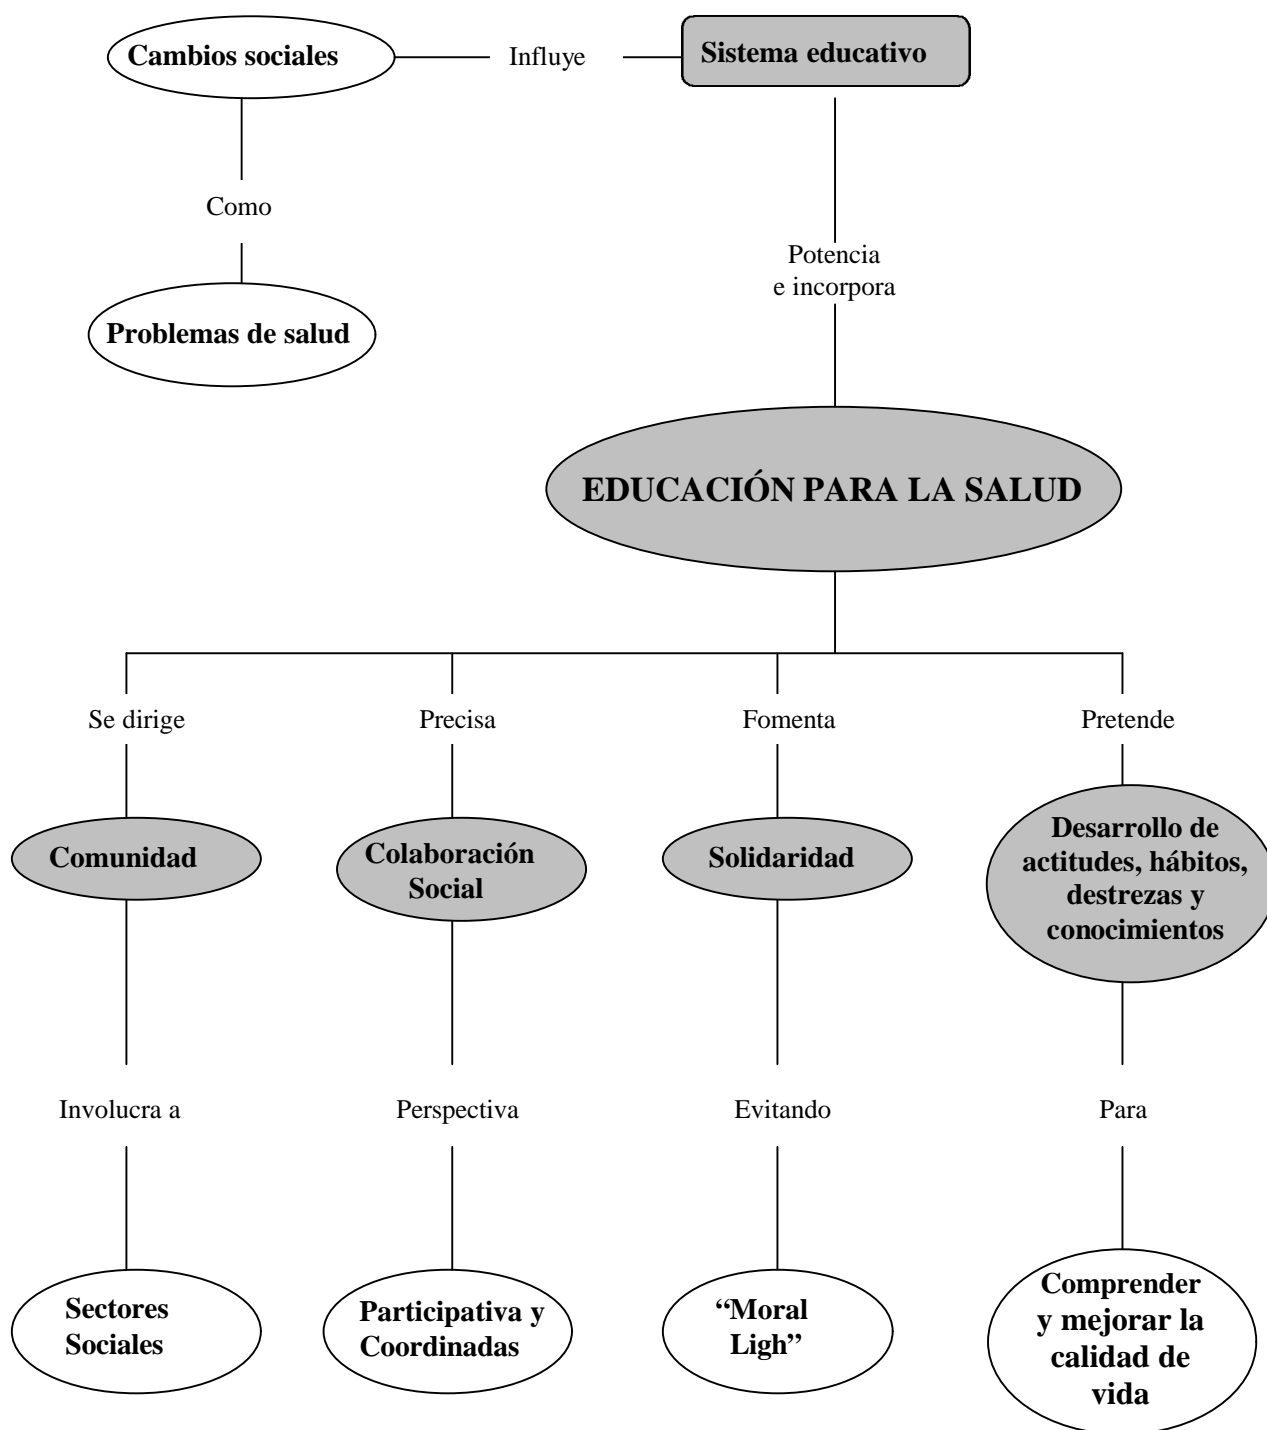 Cambios sociales
Influye
Sistema educativo
Como
Potencia
e incorpora
Problemas de salud
EDUCACIÓN PARA LA SALUD
Se dirige
Precisa
Fomenta
Pretende
Comunidad
Colaboración
Social
Solidaridad
Desarrollo de
actitudes, hábitos,
destrezas y
conocimientos
Involucra a
Perspectiva
Evitando
Para
Sectores
Sociales
Participativa y
Coordinadas
“Moral
Ligh”
Comprender
y mejorar la
calidad de
vida